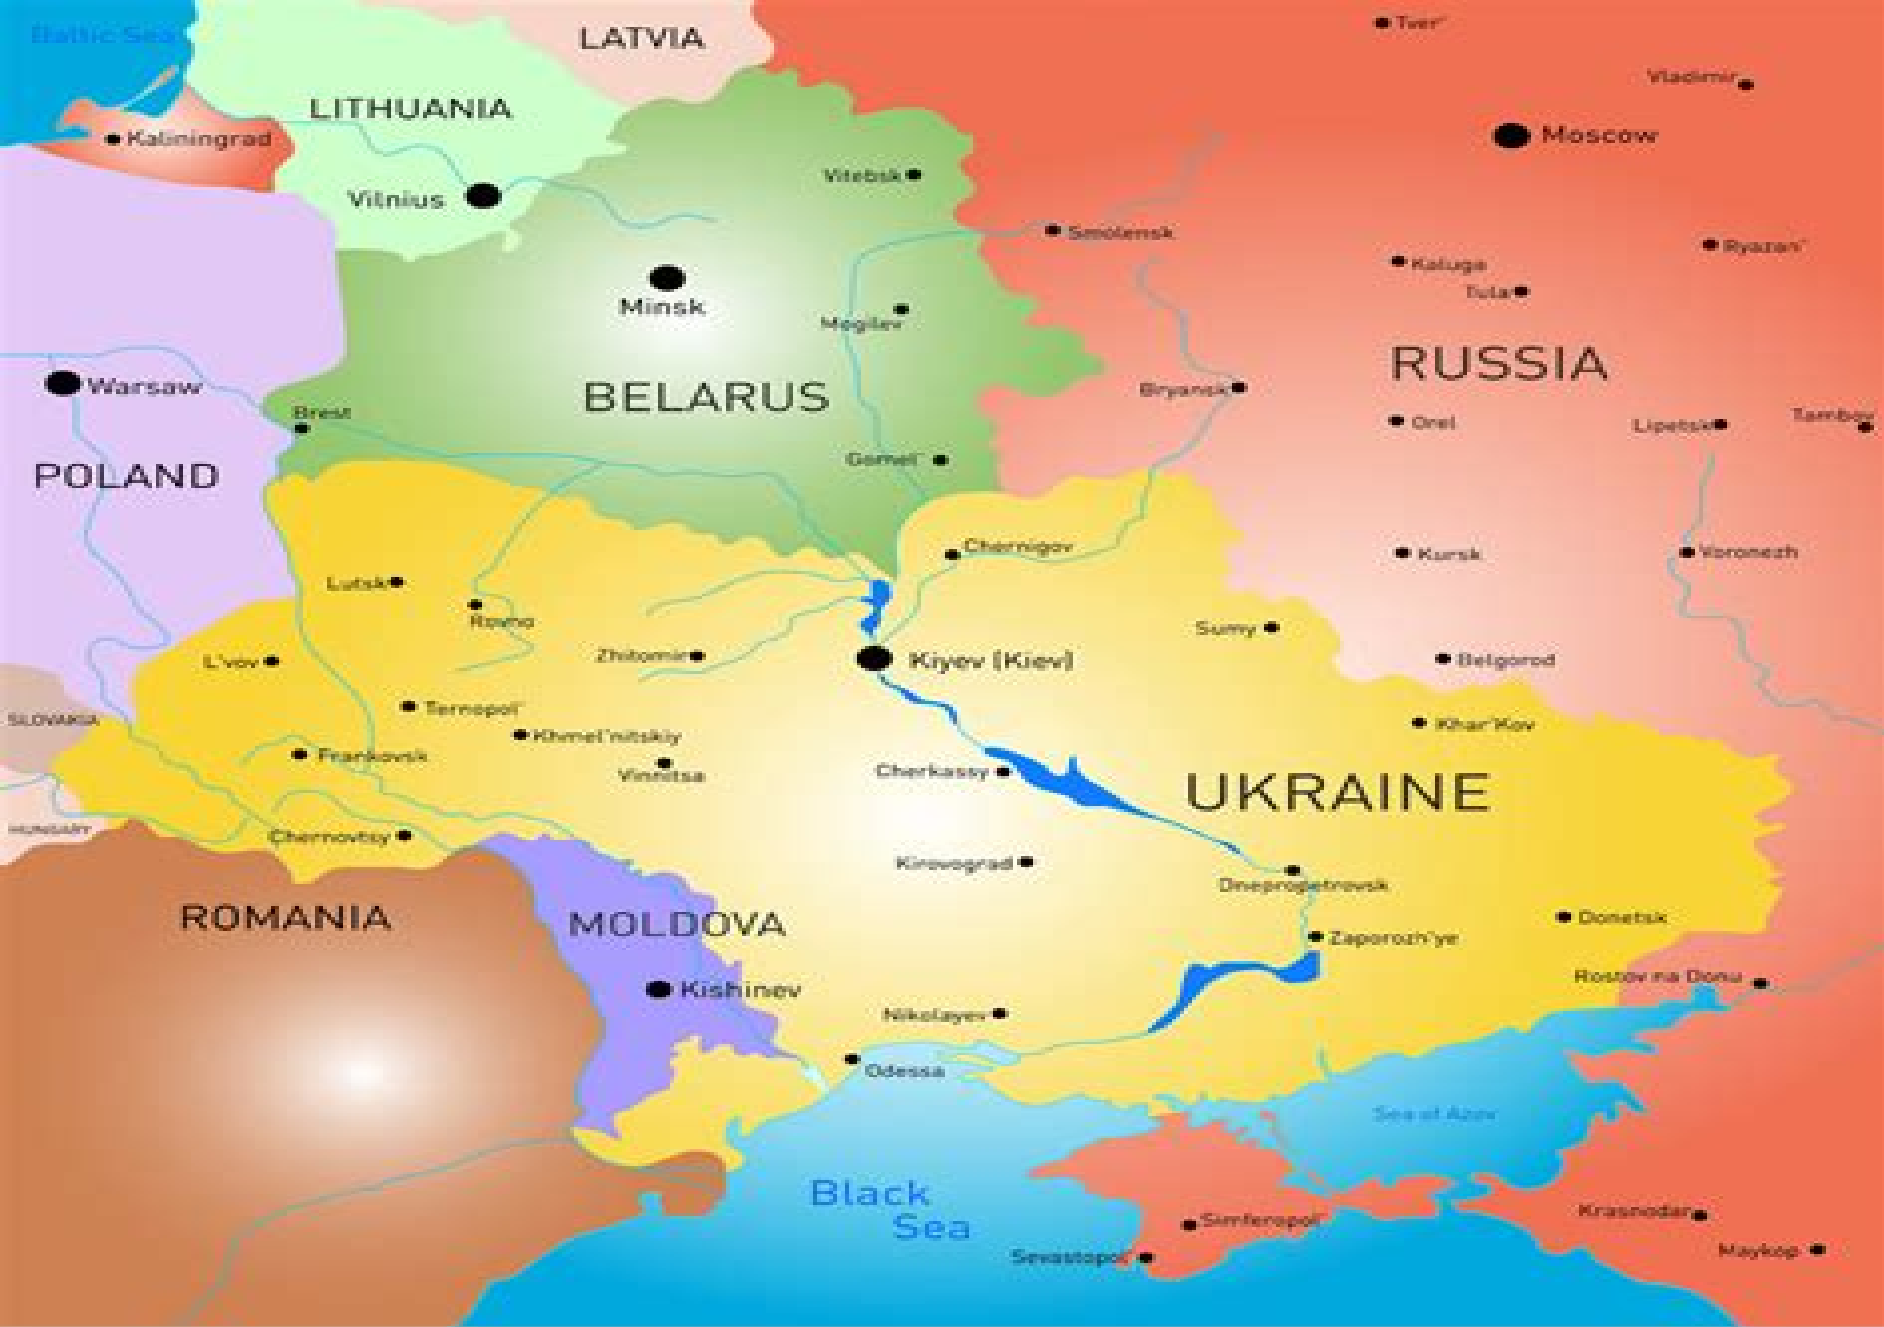 Baltic Sea
LATVIA
Tver'
Vladimir
LITHUANIA
Kaliningrad
Moscow
Vilnius
Vitebsk
Smolensk
Ryazan'
Kaluga
Tula
Minsk
Mogilev
RUSSIA
Warsaw
BELARUS
Bryansk
Brest
Orel
Lipetsk
Tambov
POLAND
Gomel'
Chernigov
Kursk
Voronezh
Lutsk
Rovno
Sumy
L'vov
Zhitomir
Kiyev (Kiev)
Belgorod
SLOVAKIA
Ternopol'
Khmel'nitskiy
Khar'Kov
Frankovsk
Vinnitsa
Cherkassy
UKRAINE
HUNGARY
Chernovtsy
Kirovograd
Dnepropetrovsk
ROMANIA
MOLDOVA
Donetsk
Zaporozh'ye
Kishinev
Rostov na Donu
Nikolayev
Odessa
Sea of Azov
Black
Sea
Simferopol'
Krasnodar
Sevastopol'
Maykop